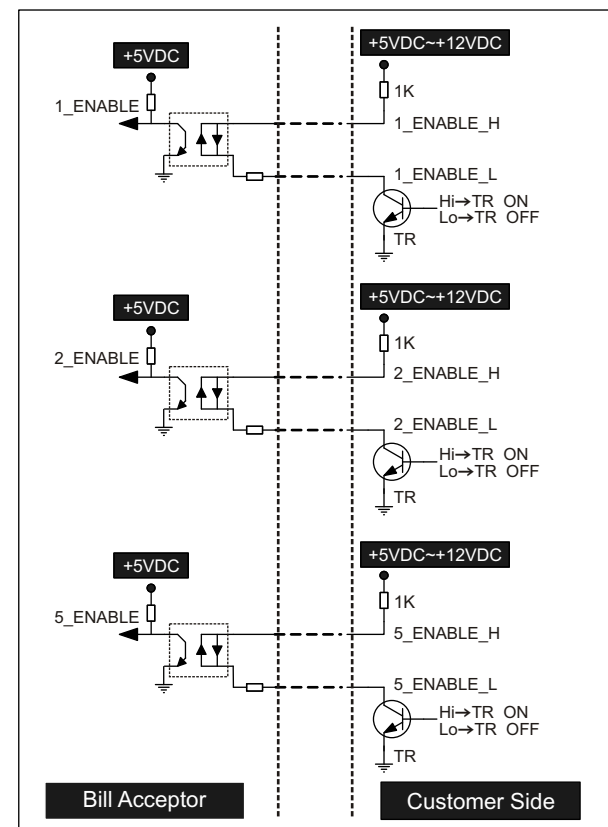 +5VDC~+12VDC
+5VDC
1K
1_ENABLE
1_ENABLE_H
1_ENABLE_L
Hi→TR ON
Lo→TR OFF
TR
+5VDC~+12VDC
+5VDC
1K
2_ENABLE
2_ENABLE_H
2_ENABLE_L
Hi→TR ON
Lo→TR OFF
TR
+5VDC~+12VDC
+5VDC
1K
5_ENABLE
5_ENABLE_H
5_ENABLE_L
Hi→TR ON
Lo→TR OFF
TR
Bill Acceptor
Customer Side